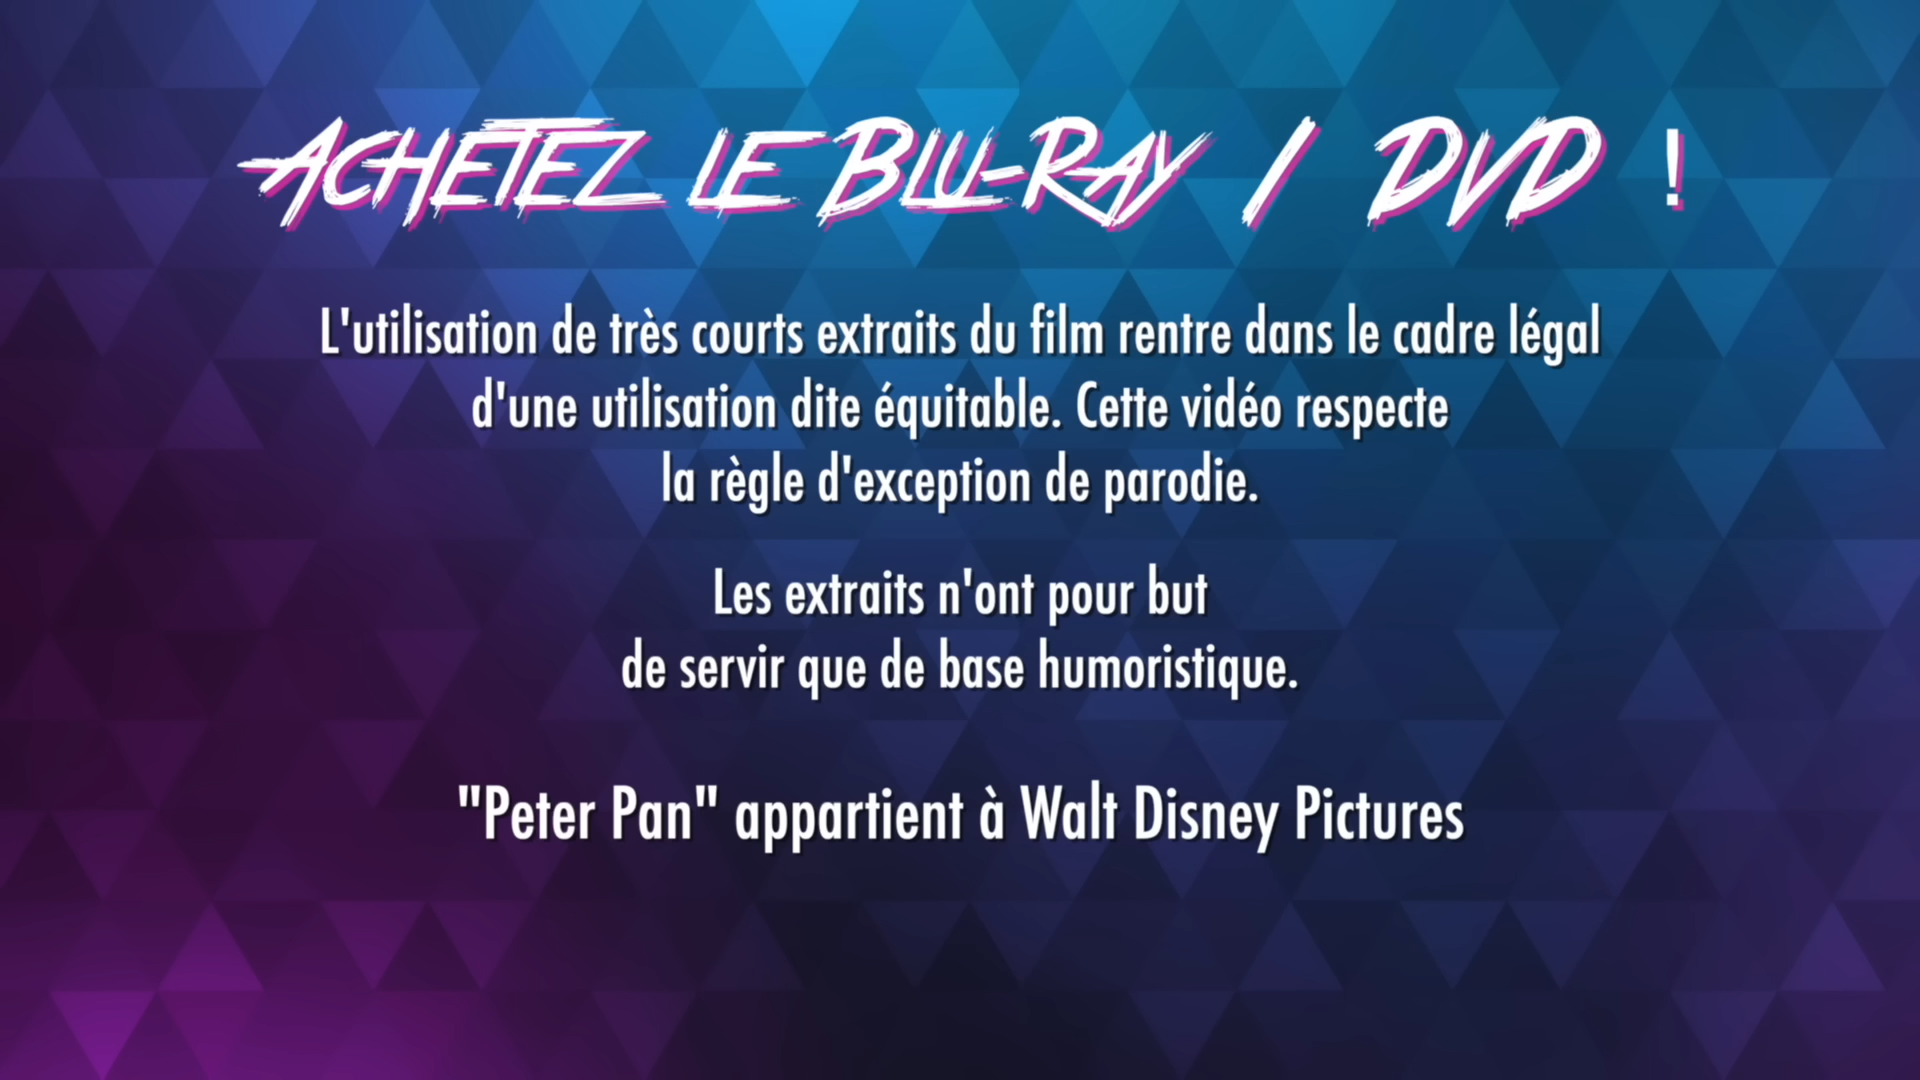 ACHETEZ LE BLU-RAY / DVD !
L'utilisation de très courts extraits du film rentre dans le cadre légal
d'une utilisation dite équitable. Cette vidéo respecte
la règle d'exception de parodie.
Les extraits n'ont pour but
de servir que de base humoristique.
"Peter Pan" appartient à Walt Disney Pictures